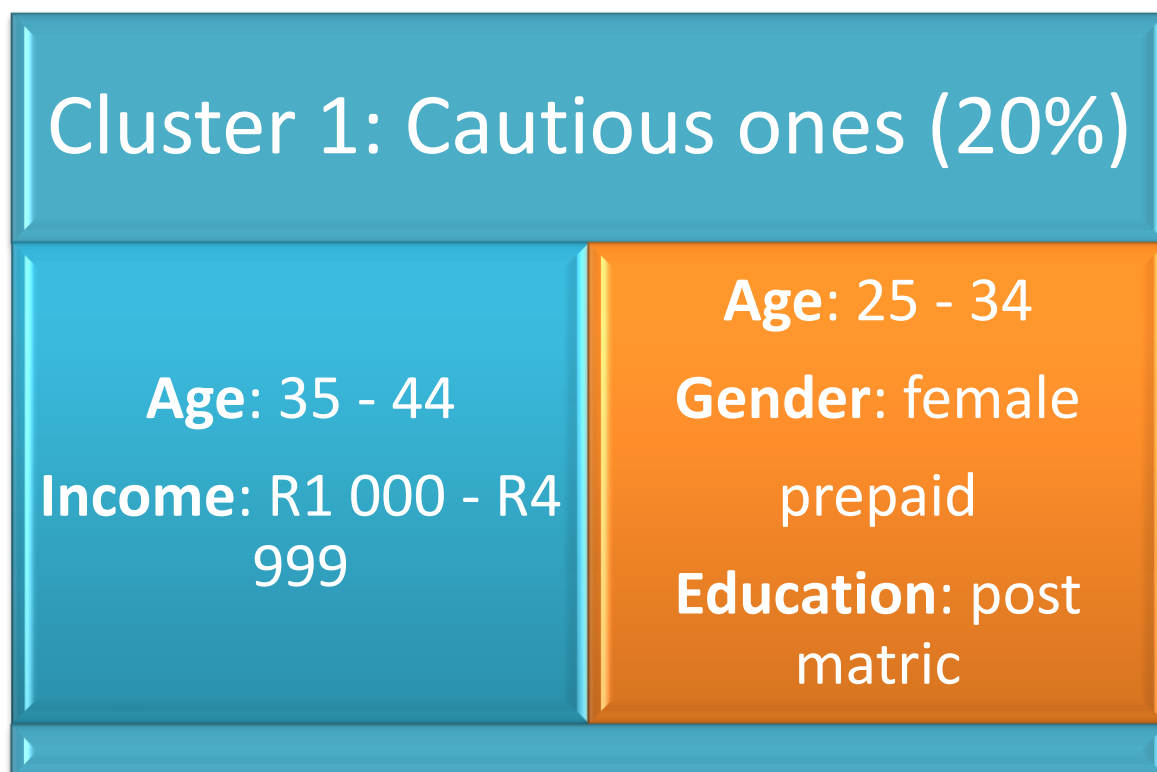 Cluster 1: Cautious ones (20%)
Age: 35 - 44
Income: R1 000 - R4
999
Age: 25 - 34
Gender: female
prepaid
Education: post
matric